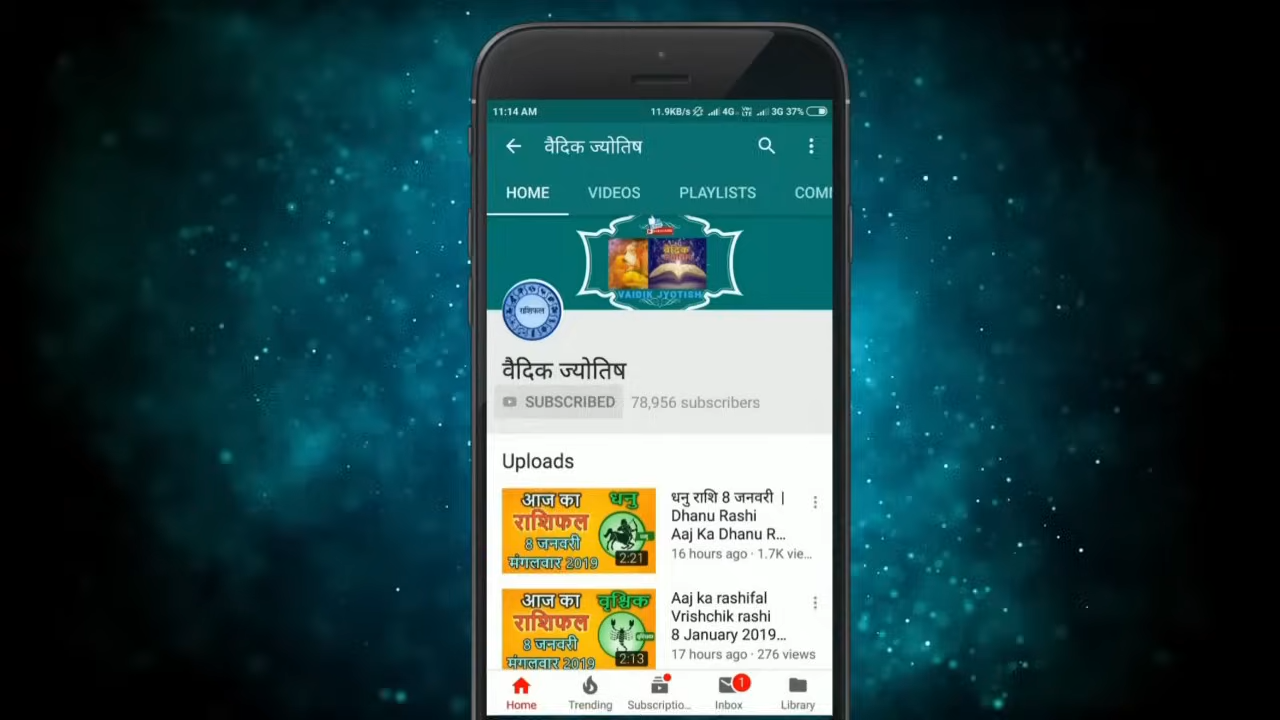 11:14 AM
11.9KB/s 4G 3G 37%
वैदिक ज्योतिष
HOME VIDEOS PLAYLISTS COMM
वैदिक
VAIDIK JYOTISH
राशिफल
वैदिक ज्योतिष
SUBSCRIBED 78,956 subscribers
Uploads
आज का धनु
राशिफल
8 जनवरी
मंगलवार 2019
2:21
धनु राशि 8 जनवरी |
Dhanu Rashi
Aaj Ka Dhanu R...
16 hours ago · 1.7K vie...
आज का वृश्चिक
राशिफल
8 जनवरी
मंगलवार 2019
2:13
Aaj ka rashifal
Vrishchik rashi
8 January 2019...
17 hours ago · 276 views
1
Home Trending Subscriptio... Inbox Library